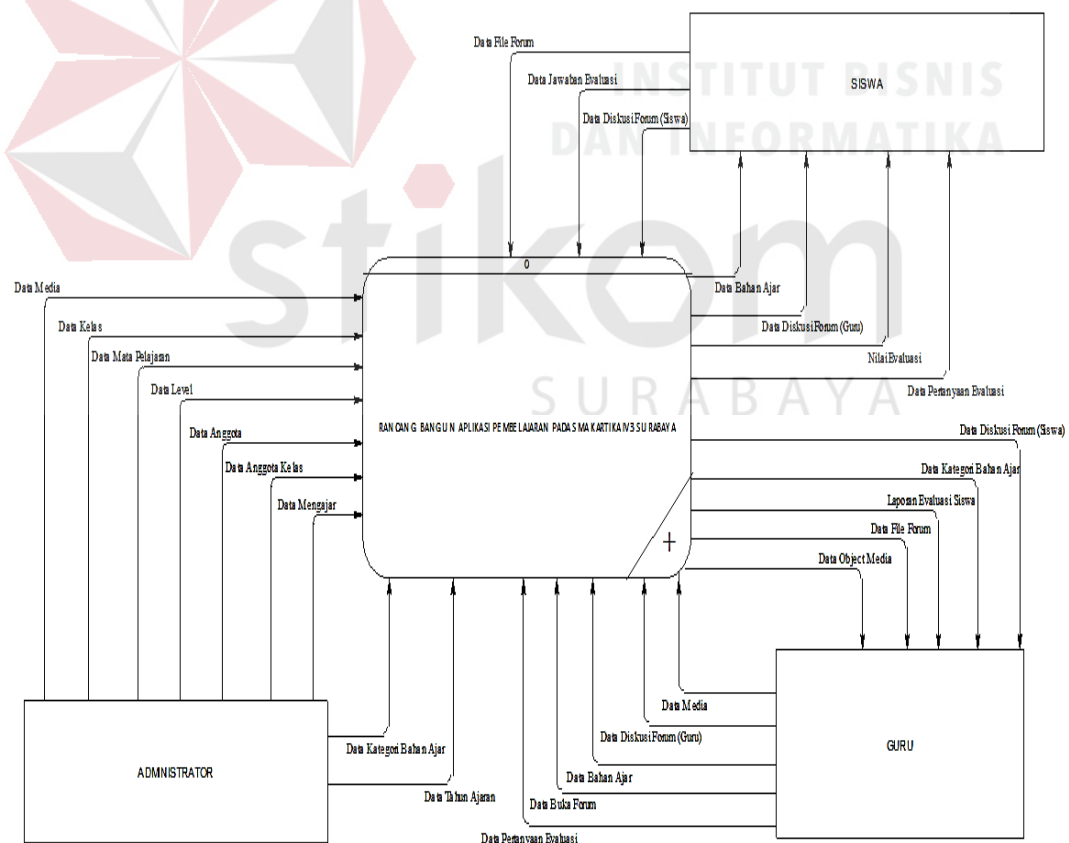 Data File Forum
INSTITUT BISNIS
SISWA
Data Jawaban Evaluasi
Data Diskusi Forum (Siswa)
DAN INFORMATIKA
stikom
0
Data Media
Data Bahan Ajar
Data Kelas
Data Diskusi Forum (Guru)
Data Mata Pelajaran
Nilai Evaluasi
Data Level
Data Pertanyaan Evaluasi
SURABAYA
RANCANG BANGUN APLIKASI PEMBELAJARAN PADA SMA KARTIKA IV3 SURABAYA
Data Anggota
Data Diskusi Forum (Siswa)
Data Anggota Kelas
Data Kategori Bahan Ajar
Data Mengajar
Laporan Evaluasi Siswa
Data File Forum
+
Data Object Media
Data Media
Data Diskusi Forum (Guru)
Data Kategori Bahan Ajar
GURU
ADMNISTRATOR
Data Bahan Ajar
Data Tahun Ajaran
Data Buka Forum
Data Pertanyaan Evaluasi